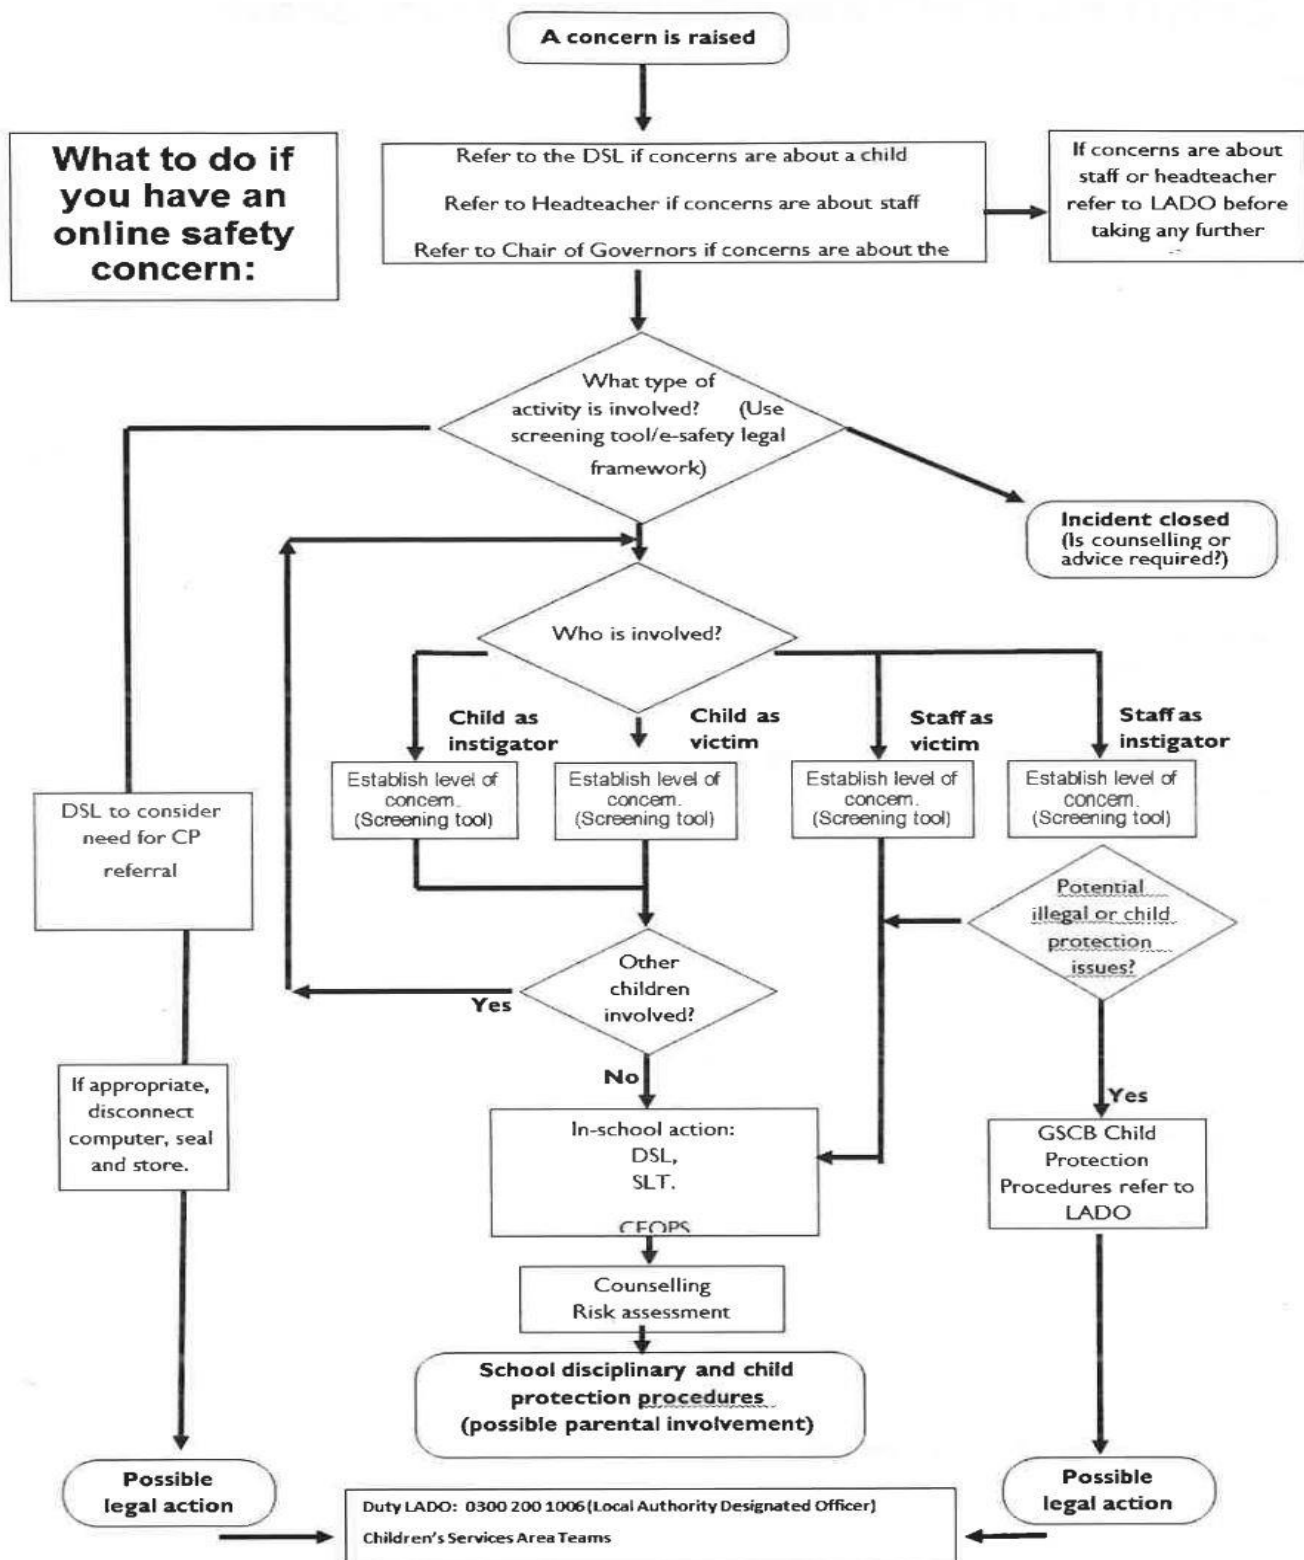 A concern is raised
What to do if
you have an
online safety
concern:
Refer to the DSL if concerns are about a child
Refer to Headteacher if concerns are about staff
Refer to Chair of Governors if concerns are about the
If concerns are about
staff or headteacher
refer to LADO before
taking any further
What type of
activity is involved? (Use
screening tool/e-safety legal
framework)
Incident closed
(Is counselling or
advice required?)
Who is involved?
Child as
instigator
Child as
victim
Staff as
victim
Staff as
instigator
Establish level of
concern.
(Screening tool)
Establish level of
concern.
(Screening tool)
Establish level of
concern.
(Screening tool)
Establish level of
concern.
(Screening tool)
DSL to consider
need for CP
referral
Potential
illegal or child
protection
issues?
Other
children
involved?
Yes
No
Yes
If appropriate,
disconnect
computer, seal
and store.
In-school action:
DSL,
SLT.
CEOPS
GSCB Child
Protection
Procedures refer to
LADO
Counselling
Risk assessment
School disciplinary and child
protection procedures
(possible parental involvement)
Possible
legal action
Possible
legal action
Duty LADO: 0300 200 1006 (Local Authority Designated Officer)
Children's Services Area Teams